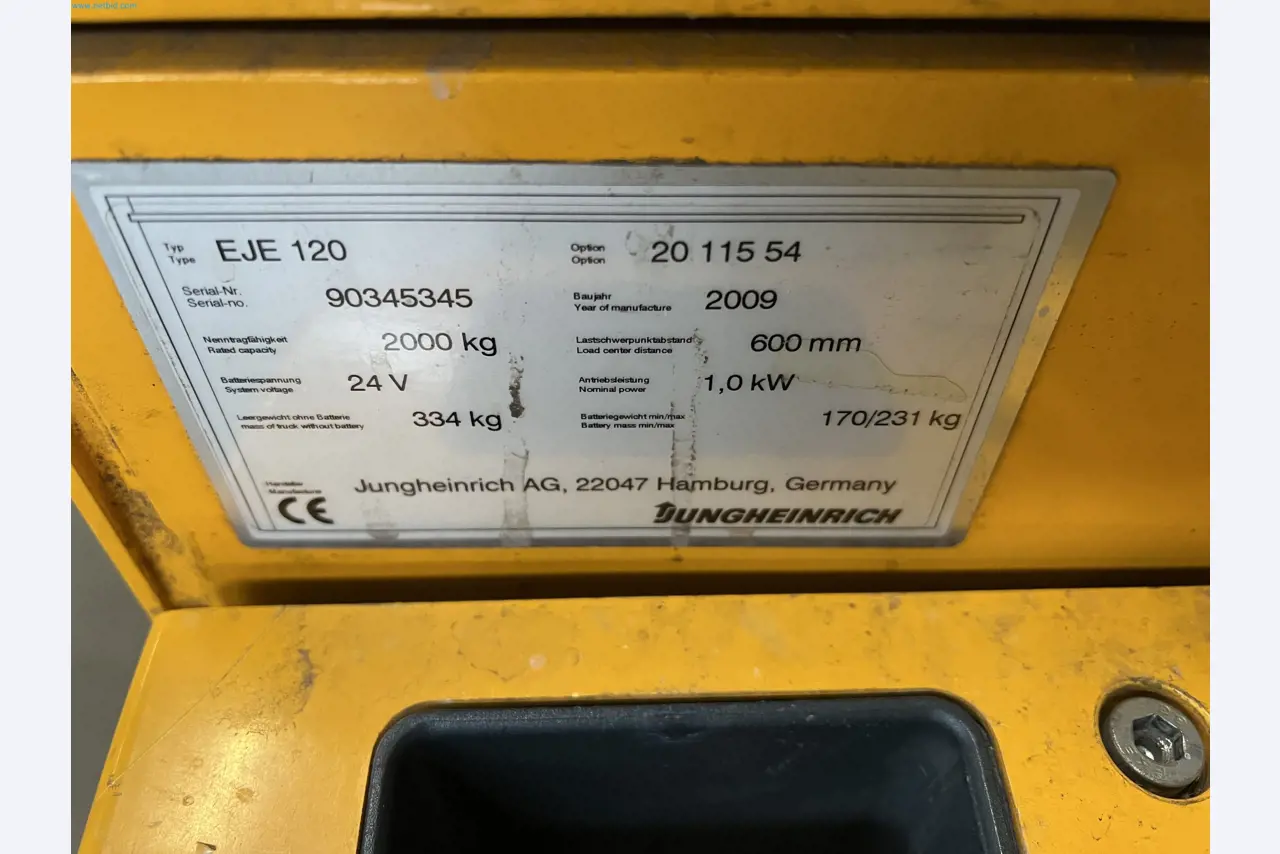 www.netbid.com
Typ
Type
EJE 120
Option
Option
20 115 54
Serial-Nr.
Serial-no.
90345345
Baujahr
Year of manufacture
2009
Nenntragfähigkeit
Rated capacity
2000 kg
Lastschwerpunktabstand
Load center distance
600 mm
Batteriespannung
System voltage
24 V
Antriebsleistung
Nominal power
1,0 kW
Leergewicht ohne Batterie
mass of truck without battery
334 kg
Batteriegewicht min/max
Battery mass min/max
170/231 kg
Hersteller
Manufacturer
Jungheinrich AG, 22047 Hamburg, Germany
CE
JUNGHEINRICH